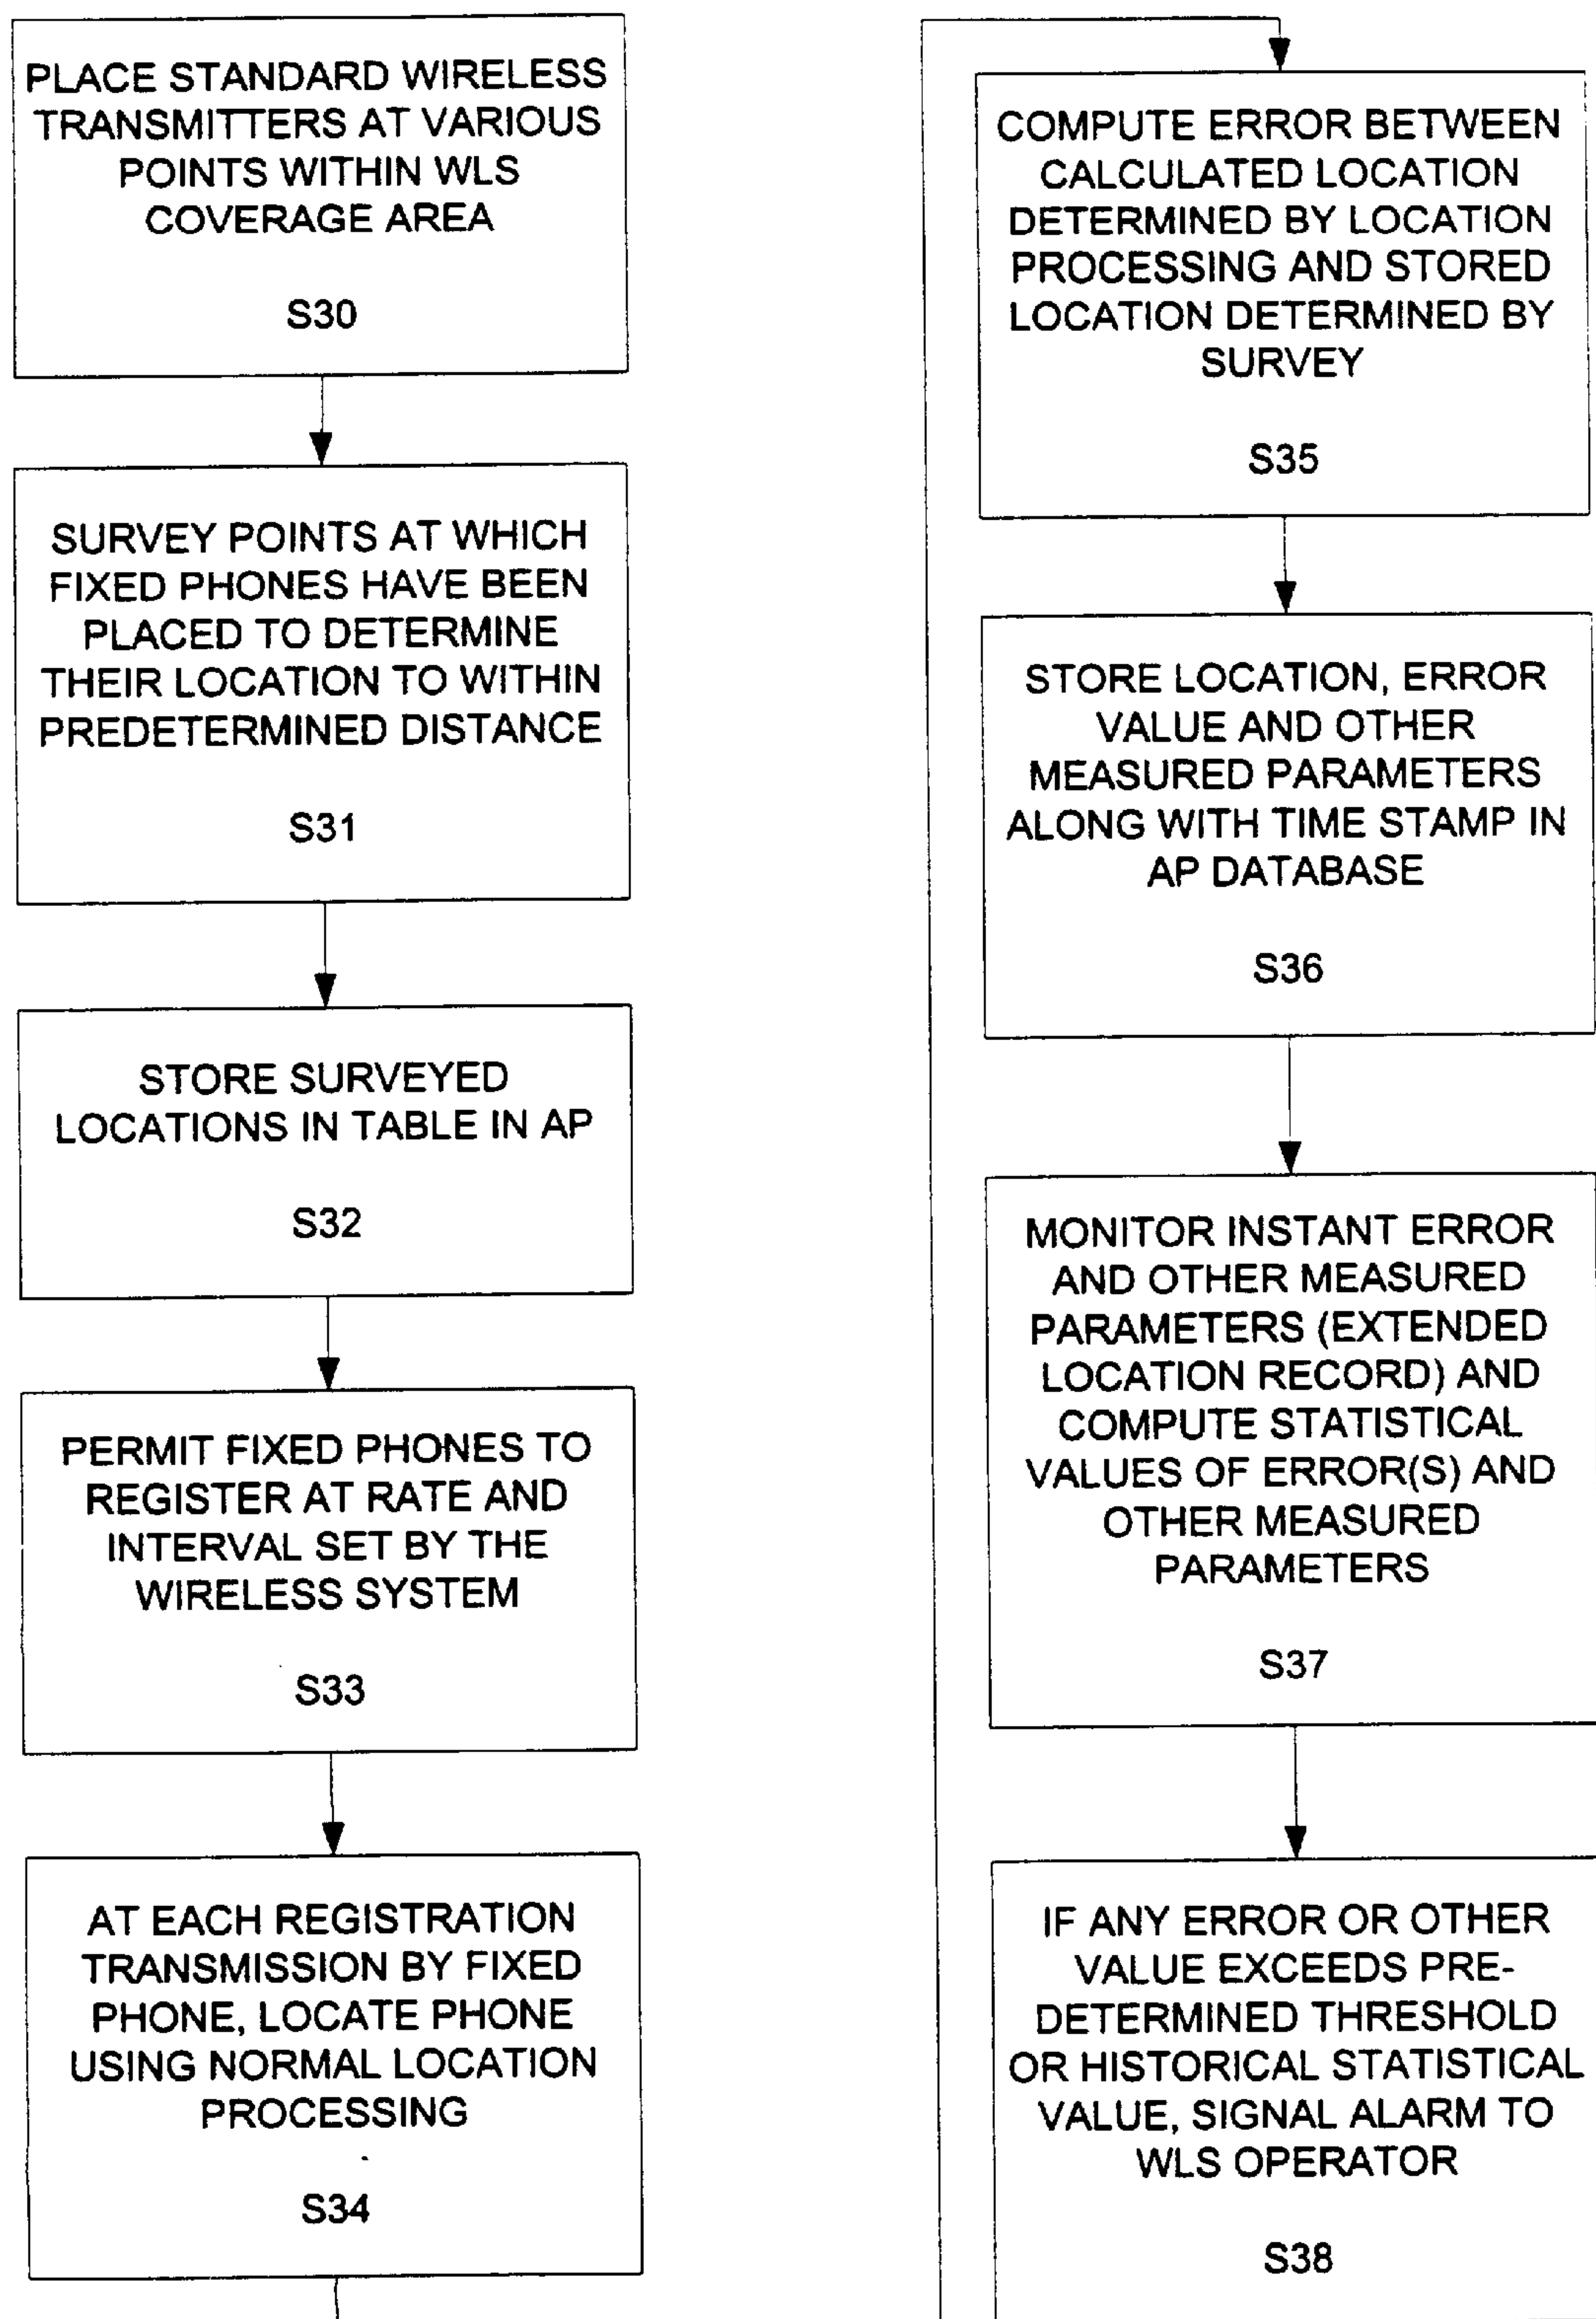 PLACE STANDARD WIRELESS
TRANSMITTERS AT VARIOUS
POINTS WITHIN WLS
COVERAGE AREA
S30
SURVEY POINTS AT WHICH
FIXED PHONES HAVE BEEN
PLACED TO DETERMINE
THEIR LOCATION TO WITHIN
PREDETERMINED DISTANCE
S31
STORE SURVEYED
LOCATIONS IN TABLE IN AP
S32
PERMIT FIXED PHONES TO
REGISTER AT RATE AND
INTERVAL SET BY THE
WIRELESS SYSTEM
S33
AT EACH REGISTRATION
TRANSMISSION BY FIXED
PHONE, LOCATE PHONE
USING NORMAL LOCATION
PROCESSING
S34
COMPUTE ERROR BETWEEN
CALCULATED LOCATION
DETERMINED BY LOCATION
PROCESSING AND STORED
LOCATION DETERMINED BY
SURVEY
S35
STORE LOCATION, ERROR
VALUE AND OTHER
MEASURED PARAMETERS
ALONG WITH TIME STAMP IN
AP DATABASE
S36
MONITOR INSTANT ERROR
AND OTHER MEASURED
PARAMETERS (EXTENDED
LOCATION RECORD) AND
COMPUTE STATISTICAL
VALUES OF ERROR(S) AND
OTHER MEASURED
PARAMETERS
S37
IF ANY ERROR OR OTHER
VALUE EXCEEDS PRE-
DETERMINED THRESHOLD
OR HISTORICAL STATISTICAL
VALUE, SIGNAL ALARM TO
WLS OPERATOR
S38